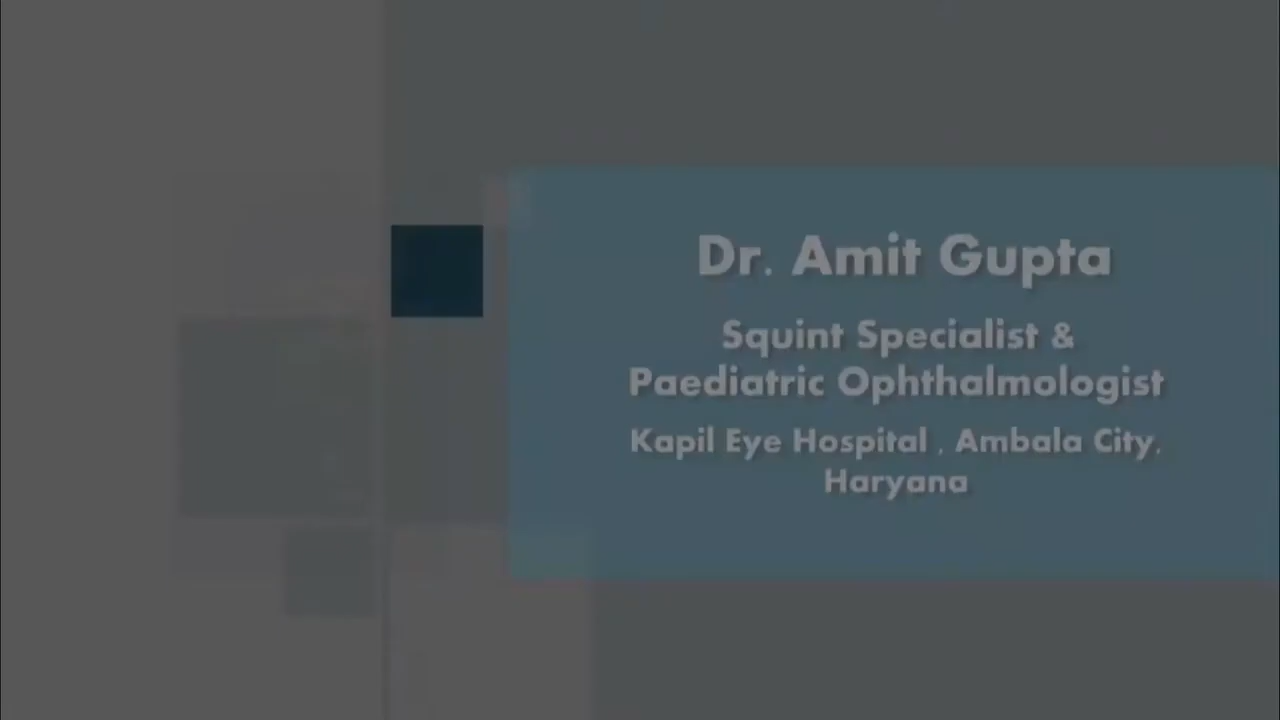 Dr. Amit Gupta
Squint Specialist &
Paediatric Ophthalmologist
Kapil Eye Hospital , Ambala City,
Haryana